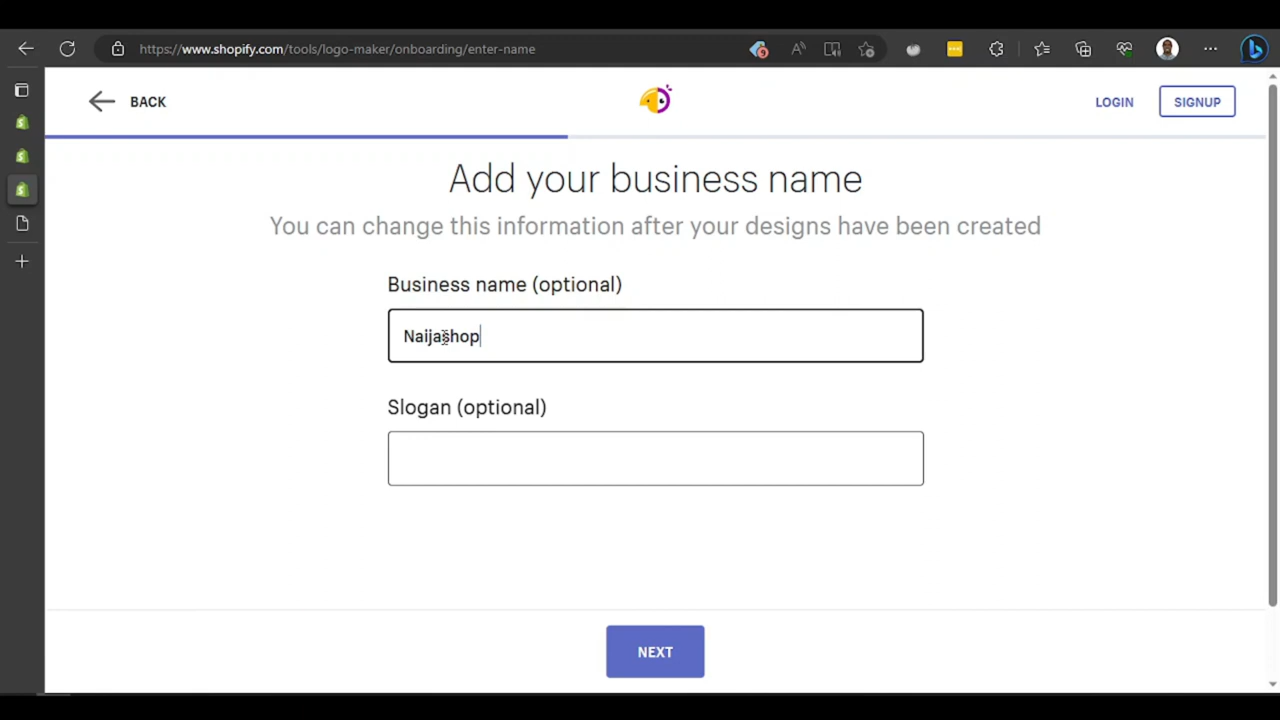 https://www.shopify.com/tools/logo-maker/onboarding/enter-name
BACK
LOGIN
SIGNUP
Add your business name
You can change this information after your designs have been created
Business name (optional)
Naijashop
Slogan (optional)
NEXT